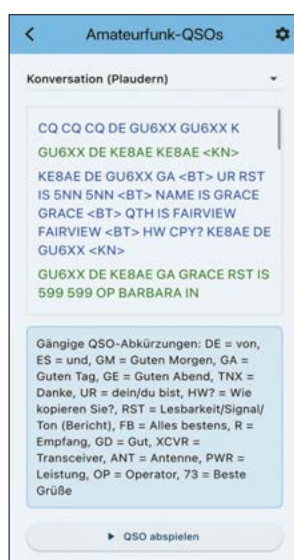 Amateurfunk-QSOs
Konversation (Plaudern)
CQ CQ CQ DE GU6XX GU6XX K
GU6XX DE KE8AE KE8AE <KN>
KE8AE DE GU6XX GA <BT> UR RST
IS 5NN 5NN <BT> NAME IS GRACE
GRACE <BT> QTH IS FAIRVIEW
FAIRVIEW <BT> HW CPY? KE8AE DE
GU6XX <KN>
GU6XX DE KE8AE GA GRACE RST IS
599 599 OP BARBARA IN
Gängige QSO-Abkürzungen: DE = von,
ES = und, GM = Guten Morgen, GA =
Guten Tag, GE = Guten Abend, TNX =
Danke, UR = dein/du bist, HW? = Wie
kopieren Sie?, RST = Lesbarkeit/Signal/
Ton (Bericht), FB = Alles bestens, R =
Empfang, GD = Gut, XCVR =
Transceiver, ANT = Antenne, PWR =
Leistung, OP = Operator, 73 = Beste
Grüße
QSO abspielen